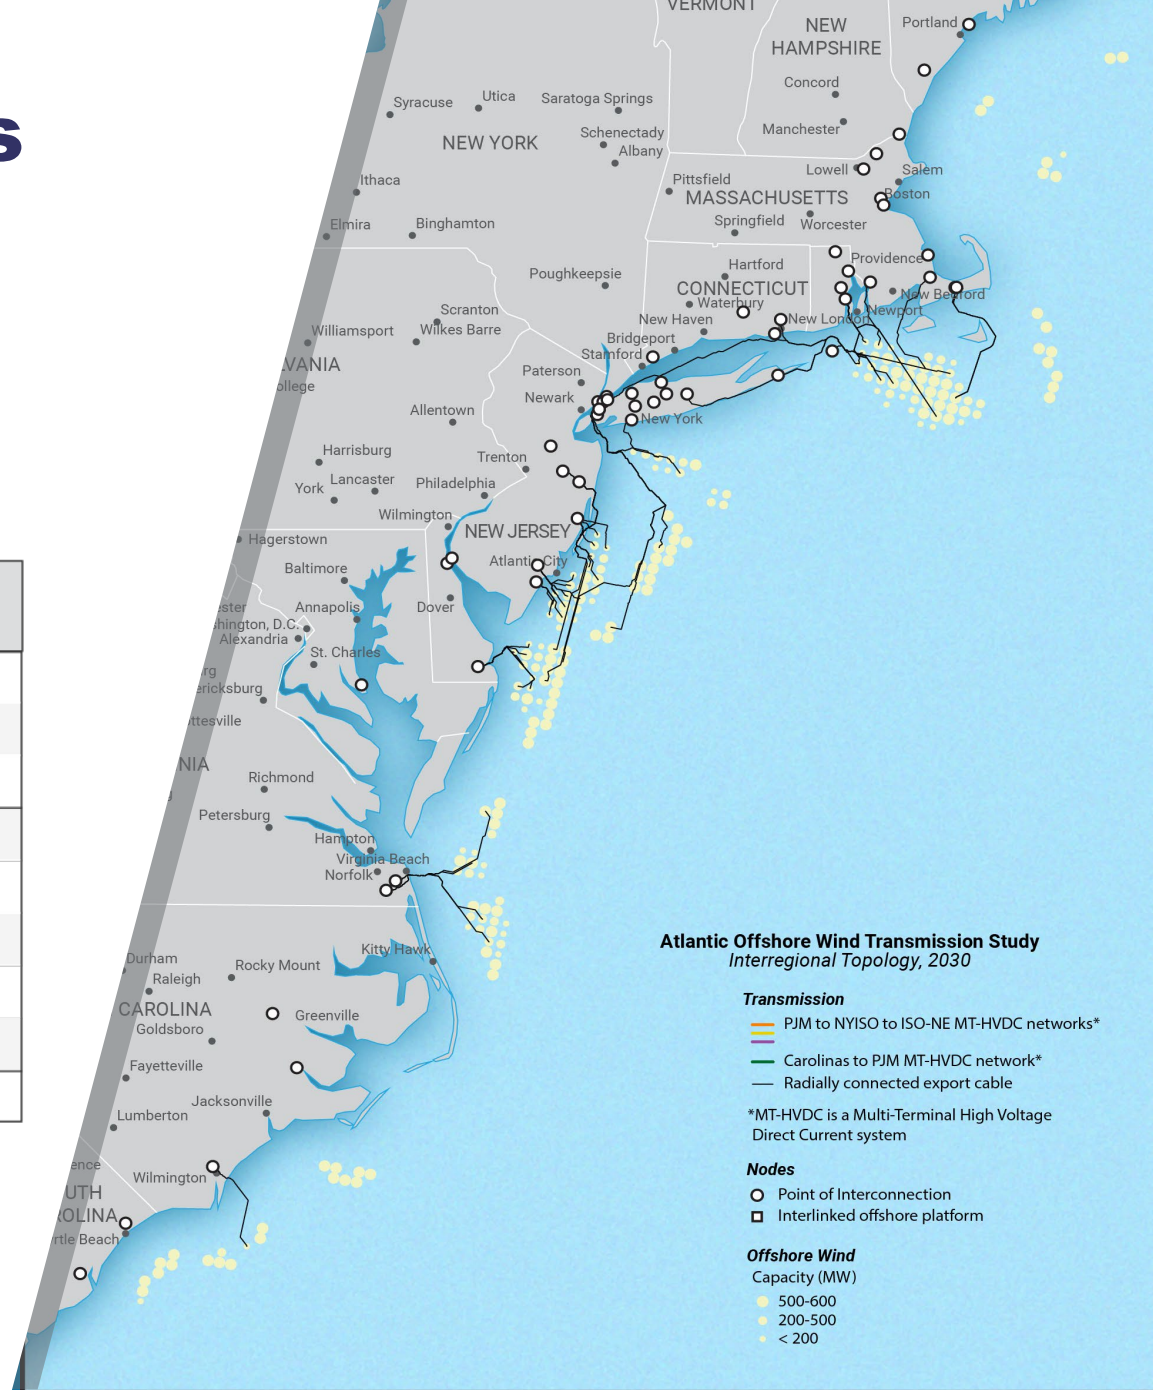 s
VERMONT
Portland
NEW
HAMPSHIRE
Concord
Utica
Saratoga Springs
Syracuse
Manchester
Schenectady
NEW YORK
Albany
Lowell
Salem
Ithaca
Pittsfield
MASSACHUSETTS
Boston
Elmira
Binghamton
Springfield
Worcester
Poughkeepsie
Hartford
Providence
CONNECTICUT
New Bedford
Waterbury
Scranton
New Haven
New London
Newport
Williamsport
Wilkes Barre
Bridgeport
Stamford
LVANIA
Paterson
ollege
Newark
Allentown
New York
Harrisburg
Trenton
Lancaster
Philadelphia
York
Wilmington
NEW JERSEY
Hagerstown
Atlantic City
Baltimore
ester
Annapolis
Dover
shington, D.C.
Alexandria
St. Charles
rg
ericksburg
ttesville
NIA
Richmond
g
Petersburg
Hampton
Virginia Beach
Norfolk
Kitty Hawk
Durham
Rocky Mount
Raleigh
CAROLINA
Greenville
Goldsboro
Fayetteville
Jacksonville
Lumberton
ence
Wilmington
UTH
ROLINA
rtle Beach
Atlantic Offshore Wind Transmission Study
Interregional Topology, 2030
Transmission
PJM to NYISO to ISO-NE MT-HVDC networks*
Carolinas to PJM MT-HVDC network*
Radially connected export cable
*MT-HVDC is a Multi-Terminal High Voltage
Direct Current system
Nodes
Point of Interconnection
Interlinked offshore platform
Offshore Wind
Capacity (MW)
500-600
200-500
< 200